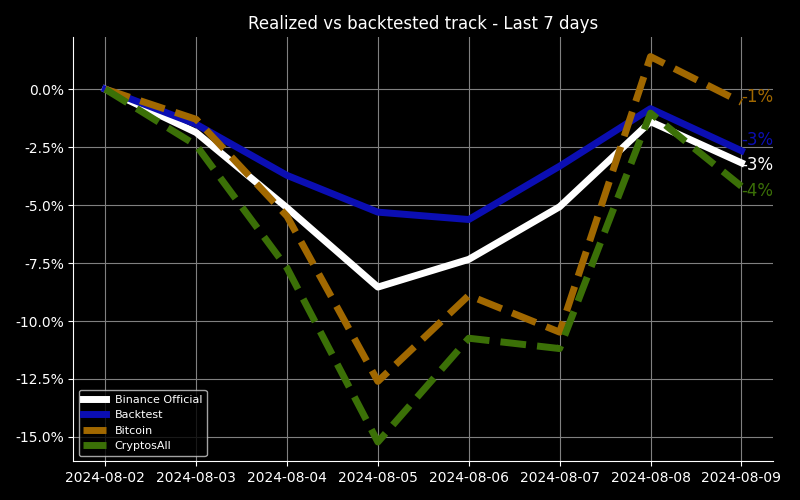 Realized vs backtested track - Last 7 days
0.0%
-2.5%
-5.0%
-7.5%
-10.0%
-12.5%
-15.0%
-1%
-3%
-3%
-4%
Binance Official
Backtest
Bitcoin
CryptosAll
2024-08-02 2024-08-03 2024-08-04 2024-08-05 2024-08-06 2024-08-07 2024-08-08 2024-08-09